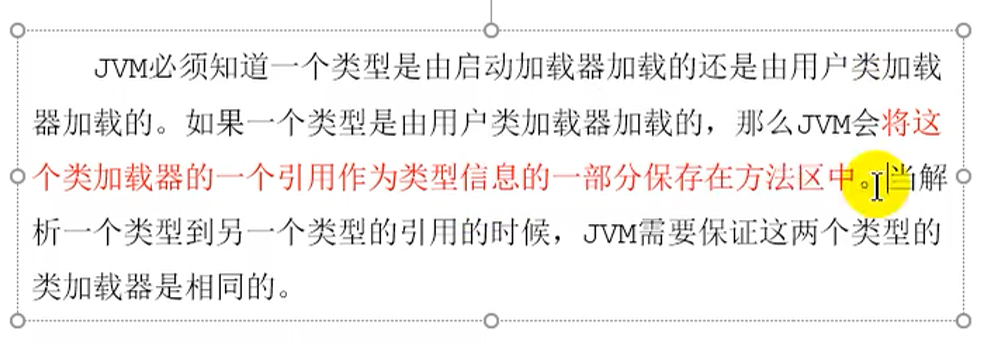 JVM必须知道一个类型是由启动加载器加载的还是由用户类加载
器加载的。如果一个类型是由用户类加载器加载的，那么JVM会将这
个类加载器的一个引用作为类型信息的一部分保存在方法区中。当解
析一个类型到另一个类型的引用的时候，JVM需要保证这两个类型的
类加载器是相同的。